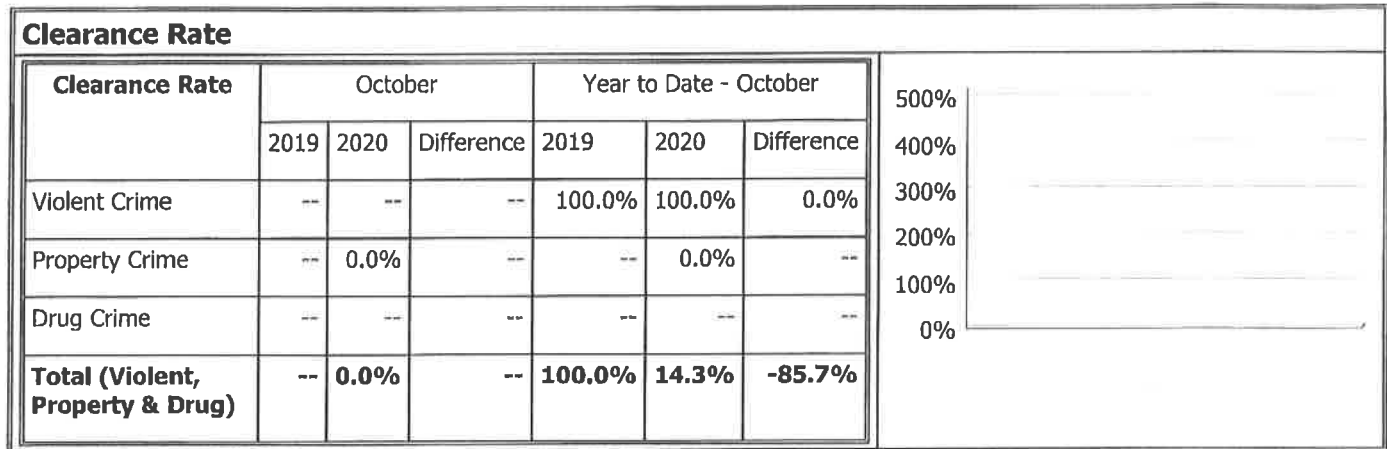 Clearance Rate
Clearance Rate October Year to Date - October
2019 2020 Difference 2019 2020 Difference
Violent Crime -- -- -- 100.0% 100.0% 0.0%
Property Crime -- 0.0% -- -- 0.0% --
Drug Crime -- -- -- -- -- --
Total (Violent, -- 0.0% -- 100.0% 14.3% -85.7%
Property & Drug)
500%
400%
300%
200%
100%
0%